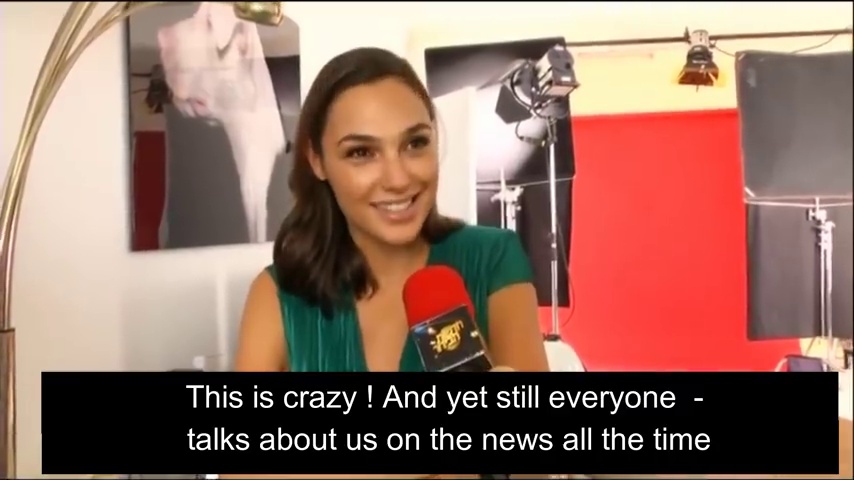 This is crazy ! And yet still everyone -
talks about us on the news all the time